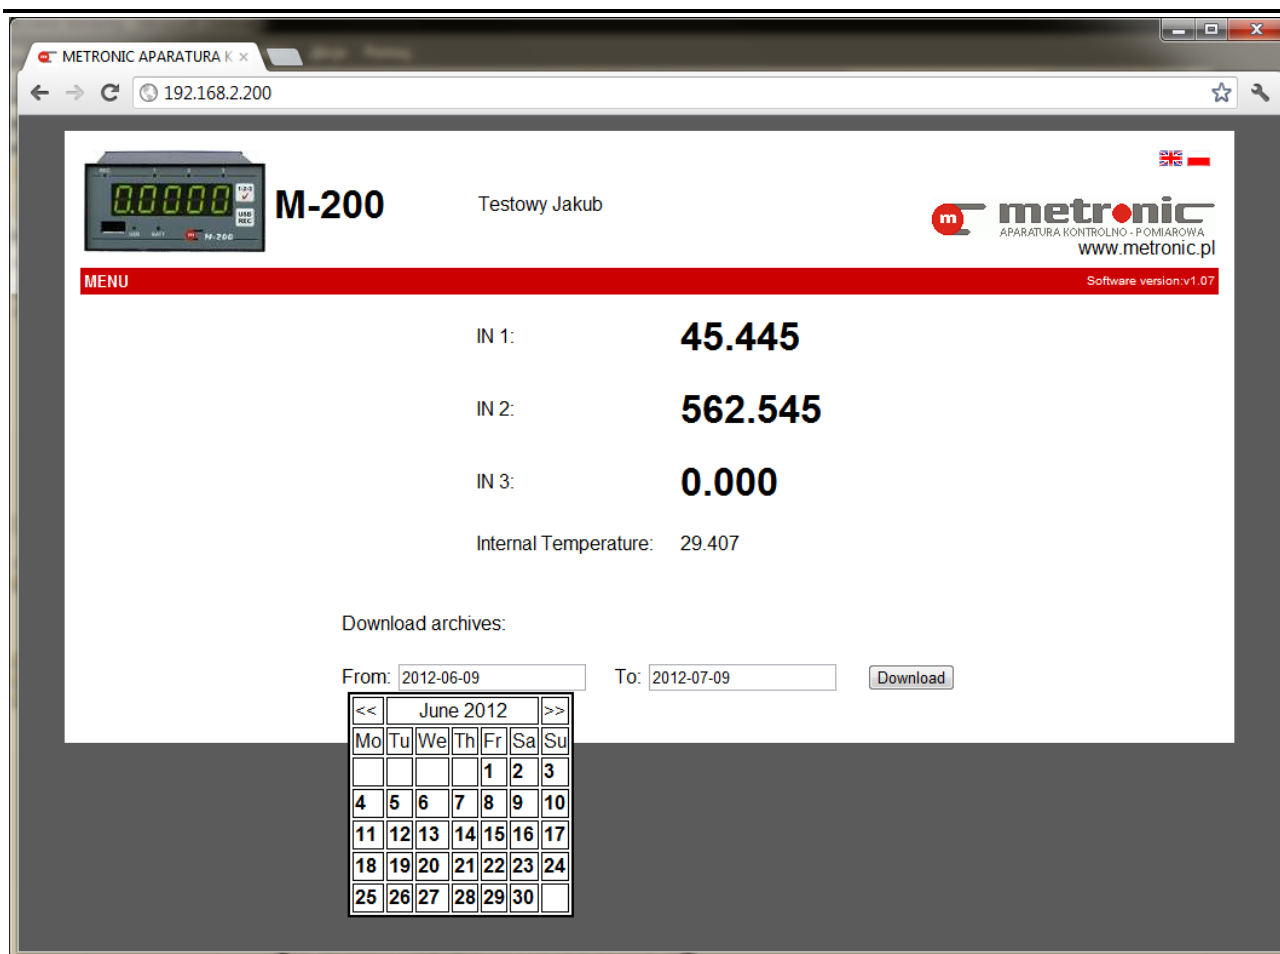 METRONIC APARATURA K
192.168.2.200
M-200
Testowy Jakub
metronic
APARATURA KONTROLNO - POMIAROWA
www.metronic.pl
MENU
Software version:v1.07
IN 1: 45.445
IN 2: 562.545
IN 3: 0.000
Internal Temperature: 29.407
Download archives:
From: 2012-06-09 To: 2012-07-09 Download
<< June 2012 >>
Mo Tu We Th Fr Sa Su
1 2 3
4 5 6 7 8 9 10
11 12 13 14 15 16 17
18 19 20 21 22 23 24
25 26 27 28 29 30